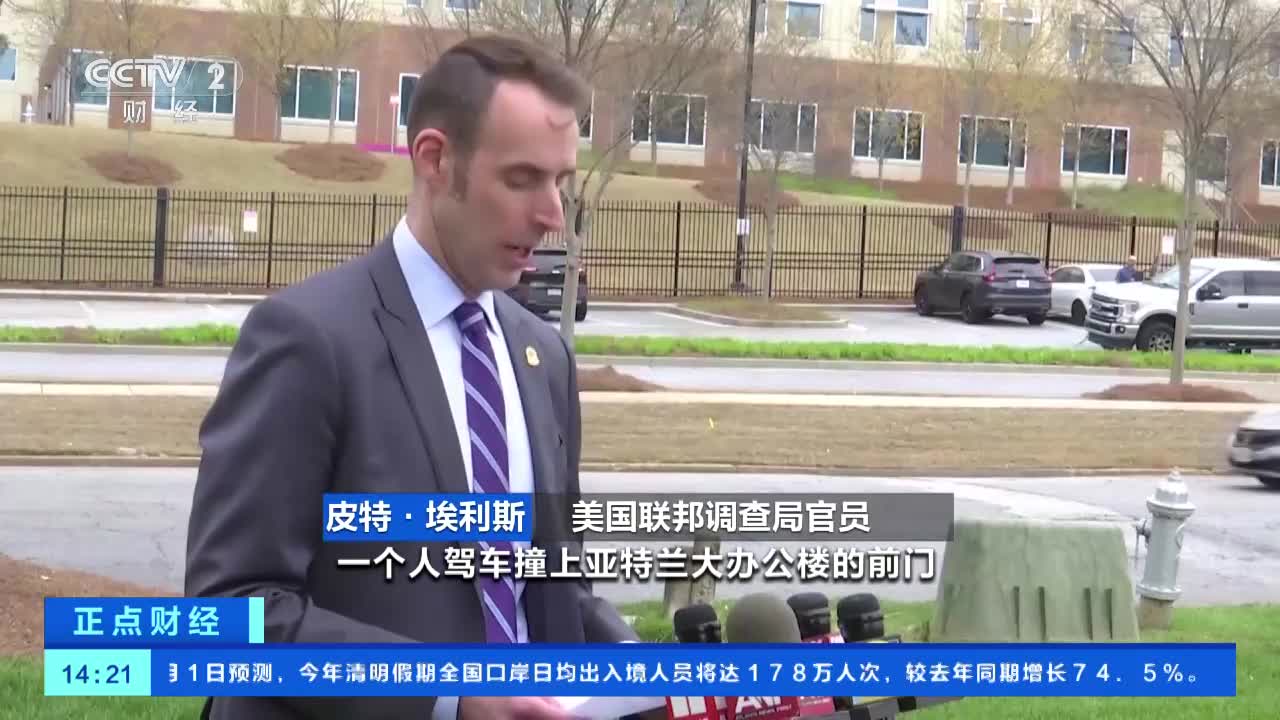 CCTV 2
财经
皮特·埃利斯 美国联邦调查局官员
一个人驾车撞上亚特兰大办公楼的前门
正点财经
14:21 1日预测，今年清明假期全国口岸日均出入境人员将达178万人次，较去年同期增长74.5%。